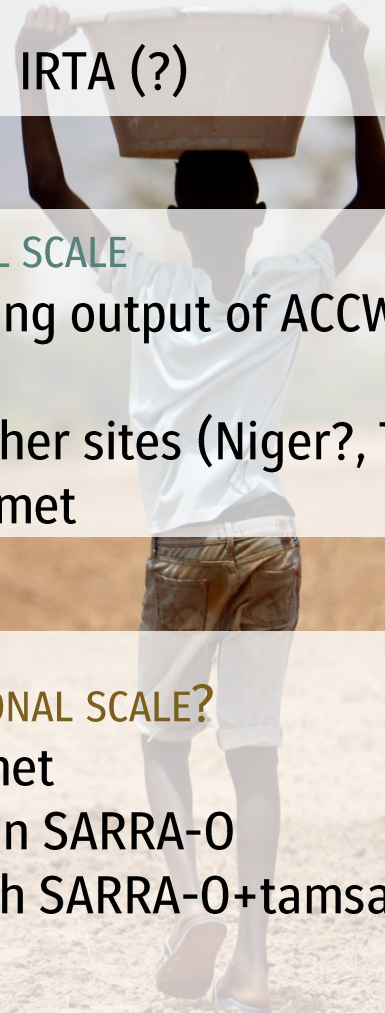 IRTA (?)
L SCALE
ng output of ACCW
her sites (Niger?, T
met
ONAL SCALE?
net
n SARRA-O
h SARRA-O+tamsa